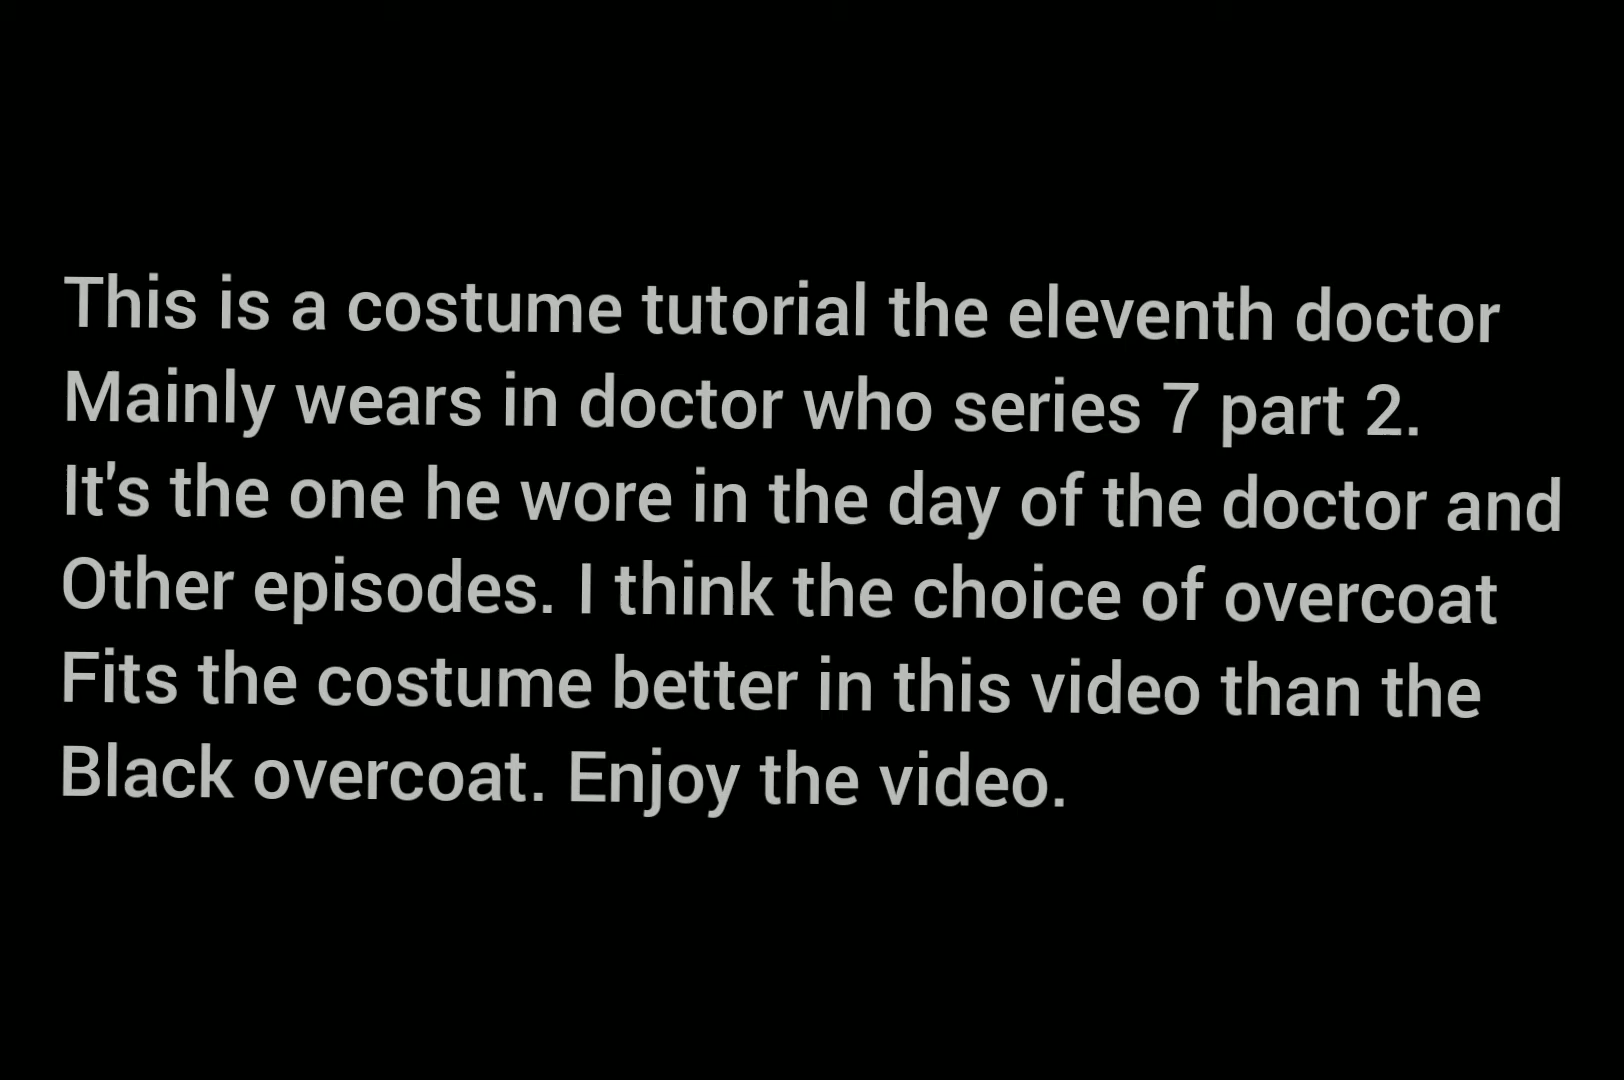 This is a costume tutorial the eleventh doctor
Mainly wears in doctor who series 7 part 2.
It's the one he wore in the day of the doctor and
Other episodes. I think the choice of overcoat
Fits the costume better in this video than the
Black overcoat. Enjoy the video.